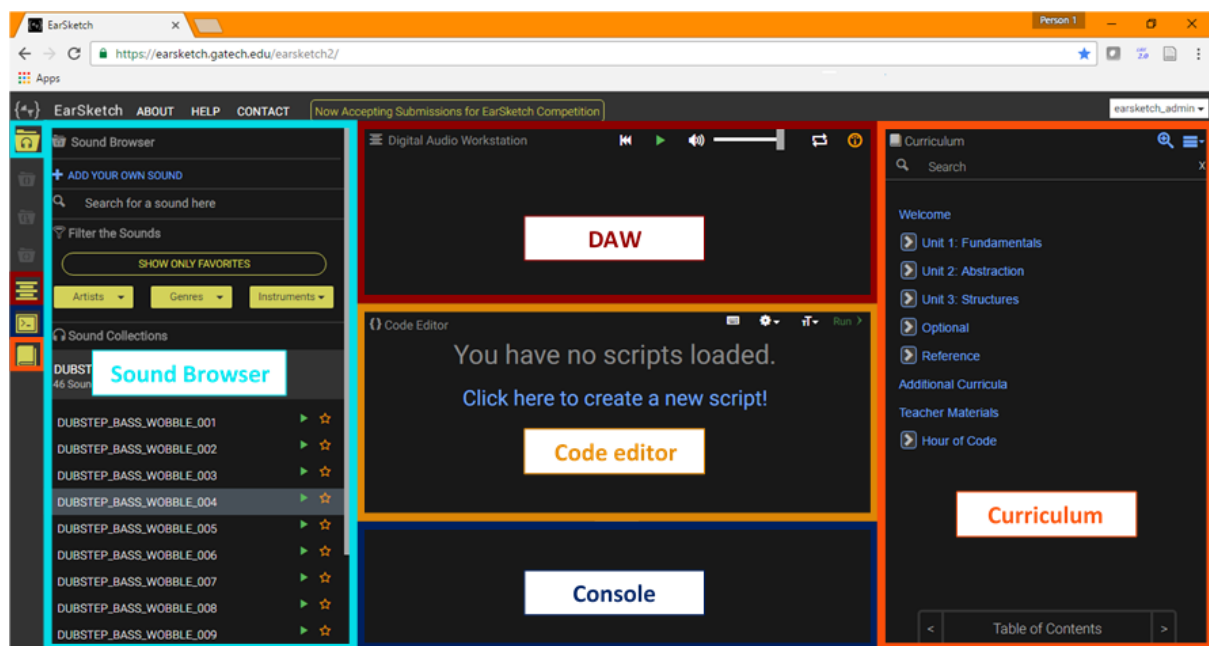 EarSketch
Person 1
https://earsketch.gatech.edu/earsketch2/
Apps
EarSketch ABOUT HELP CONTACT Now Accepting Submissions for EarSketch Competition
earsketch_admin
Sound Browser
+ ADD YOUR OWN SOUND
Search for a sound here
Filter the Sounds
SHOW ONLY FAVORITES
Artists Genres Instruments
Sound Collections
DUBST
46 Soun
Sound Browser
DUBSTEP_BASS_WOBBLE_001
DUBSTEP_BASS_WOBBLE_002
DUBSTEP_BASS_WOBBLE_003
DUBSTEP_BASS_WOBBLE_004
DUBSTEP_BASS_WOBBLE_005
DUBSTEP_BASS_WOBBLE_006
DUBSTEP_BASS_WOBBLE_007
DUBSTEP_BASS_WOBBLE_008
DUBSTEP_BASS_WOBBLE_009
Digital Audio Workstation
DAW
{} Code Editor
Run >
You have no scripts loaded.
Click here to create a new script!
Code editor
Console
Curriculum
Search x
Welcome
Unit 1: Fundamentals
Unit 2: Abstraction
Unit 3: Structures
Optional
Reference
Additional Curricula
Teacher Materials
Hour of Code
Curriculum
< Table of Contents >